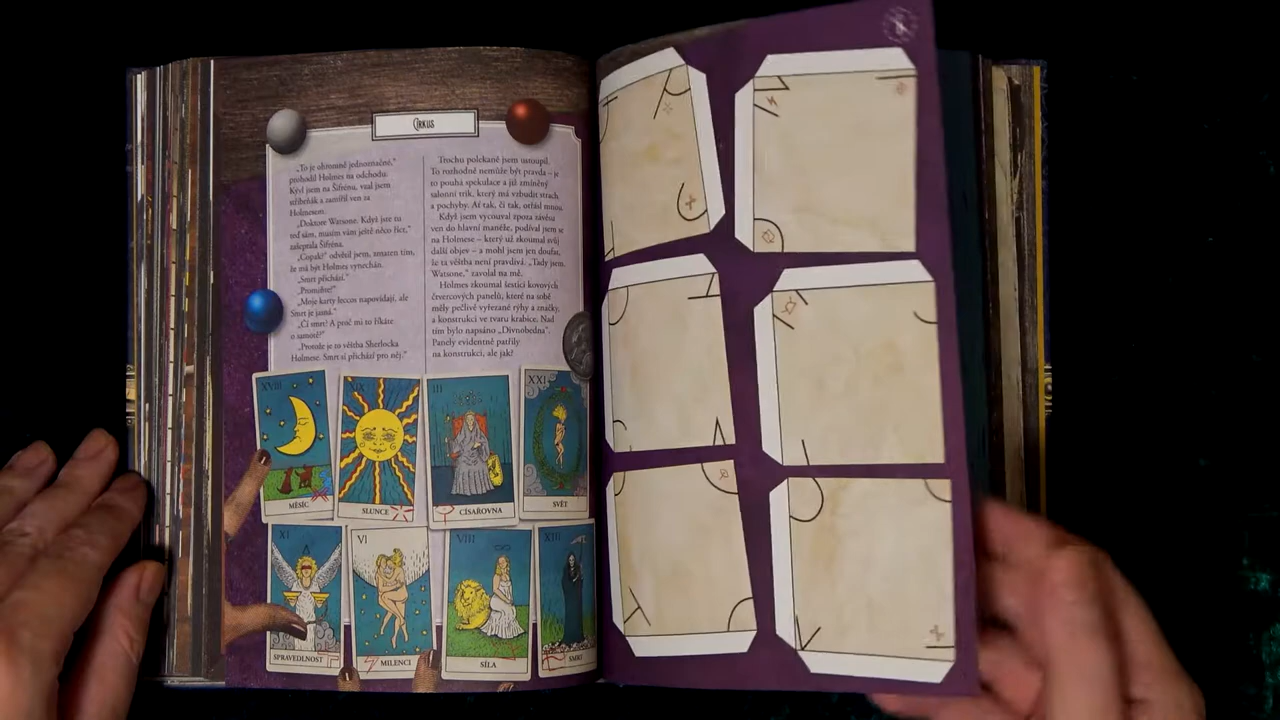 Cirkus
„To je ohromně jednoznačné,“
prohodil Holmes na odchodu.
Kývl jsem na Šifrénu, vzal jsem
stříbrňák a zamířil ven za
Holmesem.
„Doktore Watsone. Když jste tu
teď sám, musím vám ještě něco říct,“
zašeptala Šifréna.
„Copak?“ odvětil jsem, zmaten tím,
že má být Holmes vynechán.
„Smrt přichází.“
„Promiňte?“
„Moje karty leccos napovídají, ale
Smrt je jasná.“
„Čí smrt? A proč mi to říkáte
o samotě?“
„Protože je to věštba Sherlocka
Holmese. Smrt si přichází pro něj.“
Trochu polekaně jsem ustoupil.
To rozhodně nemůže být pravda – je
to pouhá spekulace a již zmíněný
salonní trik, který má vzbudit strach
a pochyby. Ať tak, či tak, otřásl mnou.
Když jsem vycouval zpoza závěsu
ven do hlavní manéže, podíval jsem se
na Holmese – který už zkoumal svůj
další objev – a mohl jsem jen doufat,
že ta věštba není pravdivá. „Tady jsem,
Watsone,“ zavolal na mě.
Holmes zkoumal šestici kovových
čtvercových panelů, které na sobě
měly pečlivě vyřezané rýhy a značky,
a konstrukci ve tvaru krabice. Nad
tím bylo napsáno „Divnobedna“.
Panely evidentně patřily
na konstrukci, ale jak?
XVIII
MĚSÍC
XIX
SLUNCE
III
CÍSAŘOVNA
XXI
SVĚT
XI
SPRAVEDLNOST
VI
MILENCI
VIII
SÍLA
XIII
SMRT